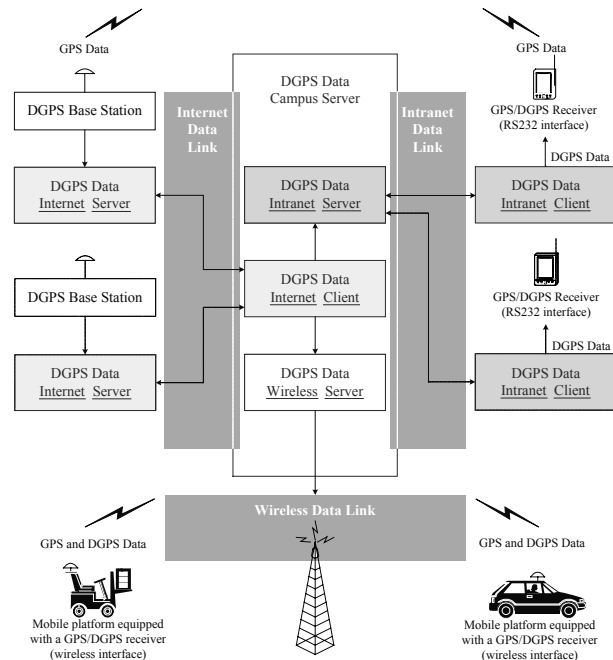 GPS Data
DGPS Base Station
DGPS Data
Internet Server
DGPS Base Station
DGPS Data
Internet Server
Internet
Data
Link
DGPS Data
Campus Server
DGPS Data
Intranet Server
DGPS Data
Internet Client
DGPS Data
Wireless Server
Intranet
Data
Link
GPS Data
GPS/DGPS Receiver
(RS232 interface)
DGPS Data
DGPS Data
Intranet Client
GPS/DGPS Receiver
(RS232 interface)
DGPS Data
DGPS Data
Intranet Client
Wireless Data Link
GPS and DGPS Data
Mobile platform equipped
with a GPS/DGPS receiver
(wireless interface)
GPS and DGPS Data
Mobile platform equipped
with a GPS/DGPS receiver
(wireless interface)